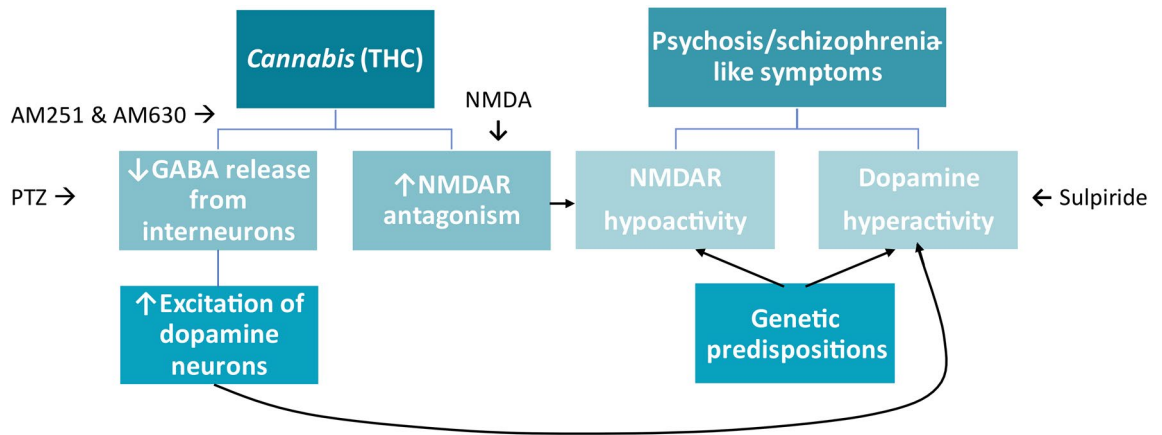 Cannabis (THC)
Psychosis/schizophrenia-
like symptoms
AM251 & AM630 →
NMDA
↓
↓GABA release
from
interneurons
↑NMDAR
antagonism
NMDAR
hypoactivity
Dopamine
hyperactivity
PTZ →
← Sulpiride
↑Excitation of
dopamine
neurons
Genetic
predispositions